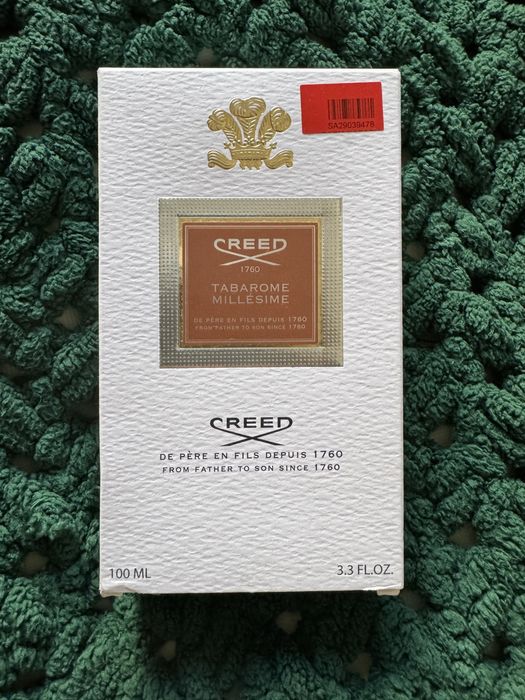 SA29039478
CREED
1760
TABAROME
MILLÉSIME
DE PÈRE EN FILS DEPUIS 1760
FROM FATHER TO SON SINCE 1760
CREED
DE PÈRE EN FILS DEPUIS 1760
FROM FATHER TO SON SINCE 1760
100 ML 3.3 FL.OZ.